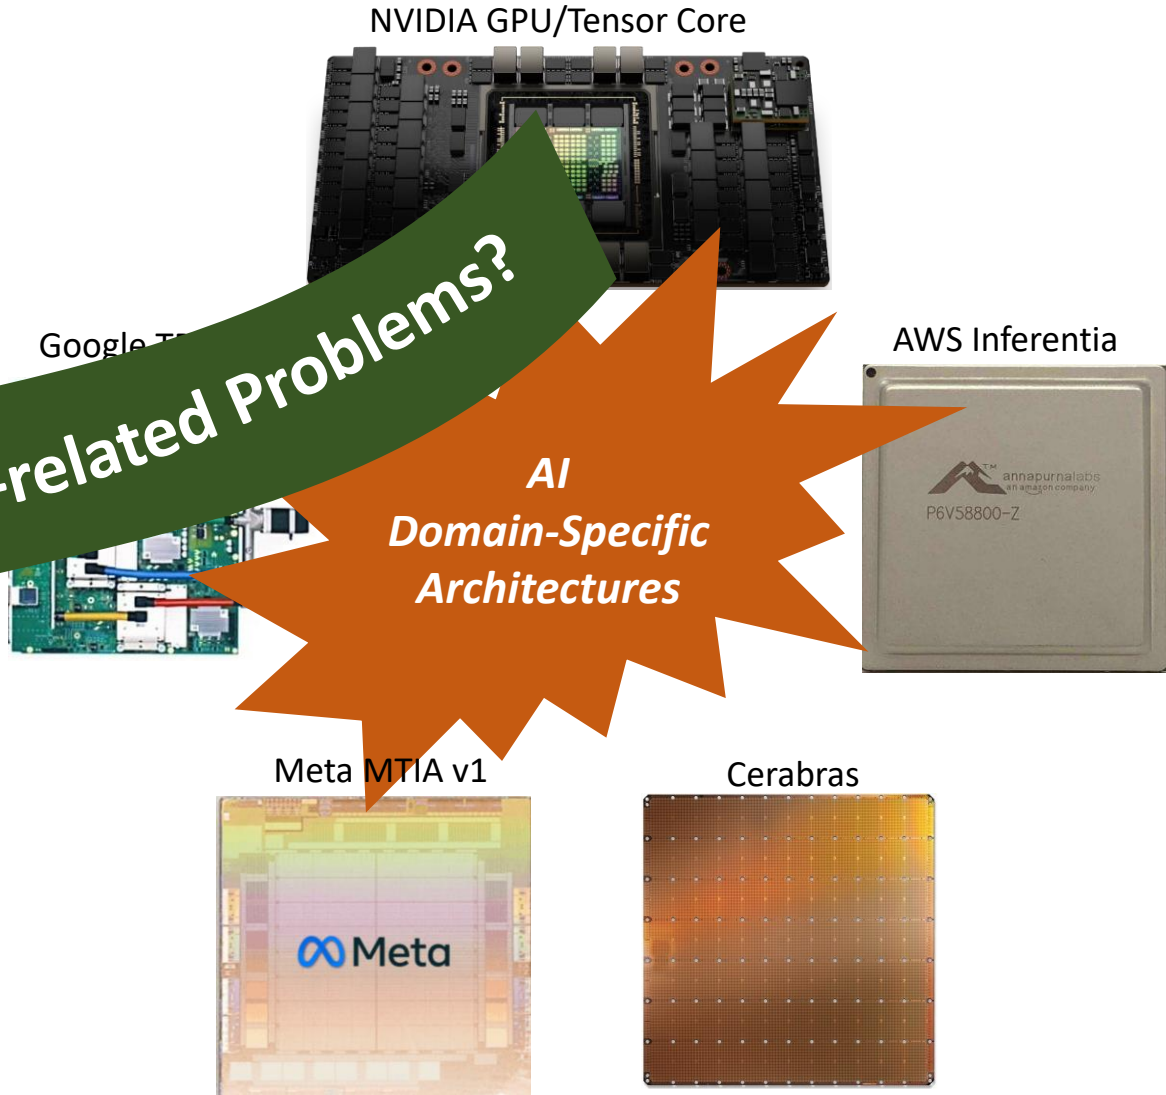 NVIDIA GPU/Tensor Core
-related Problems?
Google
AWS Inferentia
AI
Domain-Specific
Architectures
TM
annapurnalabs
an amazon company
P6V58800-Z
Meta MTIA v1
Cerabras
Meta